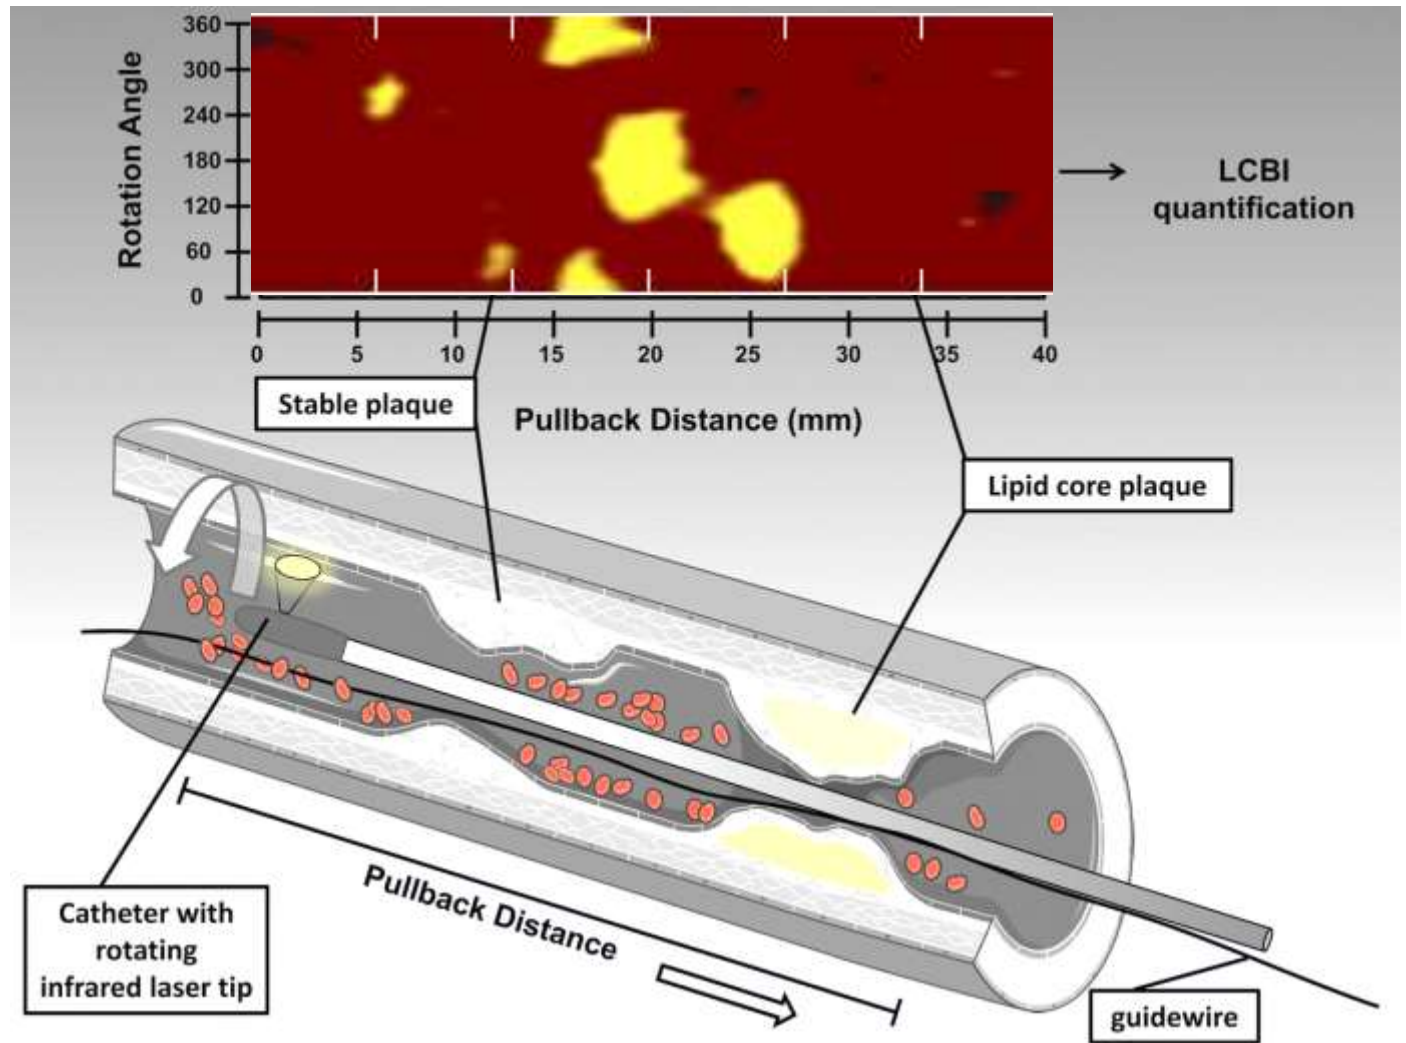 360
300
240
180
120
60
0
Rotation Angle
LCBI
quantification
0 5 10 15 20 25 30 35 40
Pullback Distance (mm)
Stable plaque
Lipid core plaque
Pullback Distance
Catheter with
rotating
infrared laser tip
guidewire